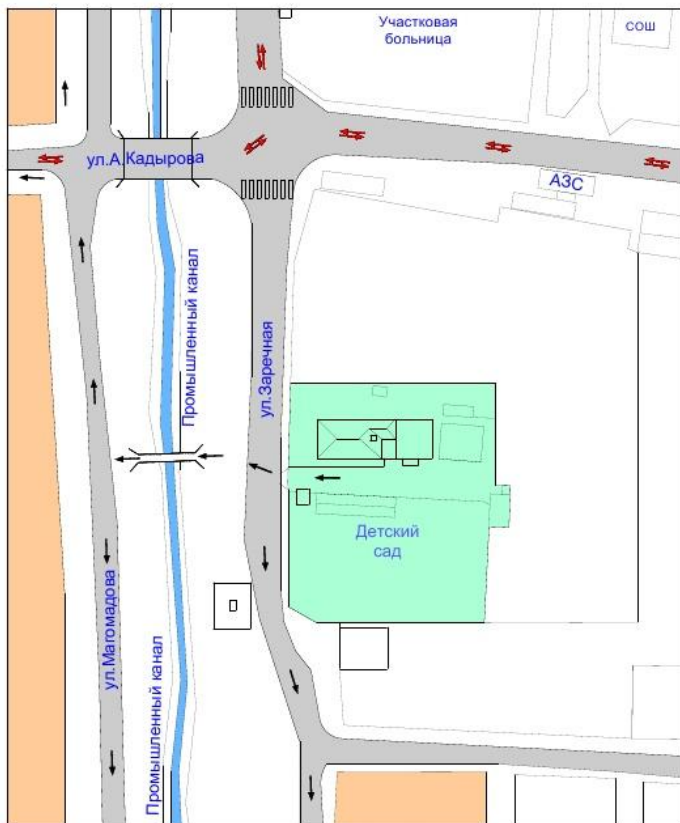 Участковая
больница
СОШ
ул.А.Кадырова
АЗС
Промышленный канал
ул.Заречная
Детский
сад
ул.Магомадова
Промышленный канал